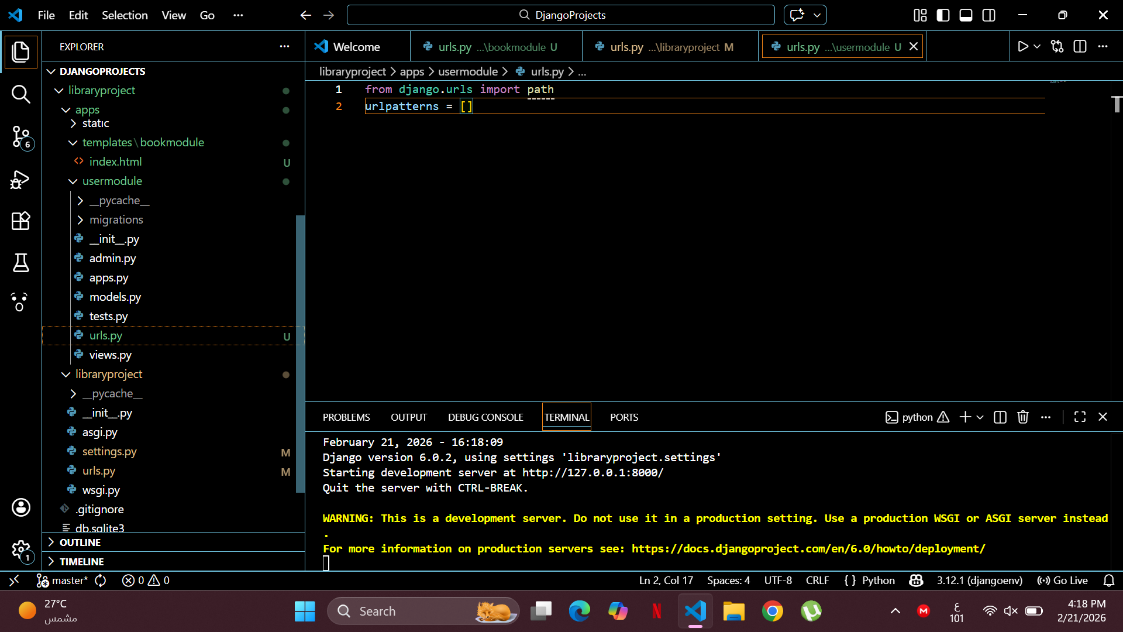 File Edit Selection View Go ...
DjangoProjects
EXPLORER
DJANGOPROJECTS
libraryproject
apps
static
templates\bookmodule
index.html U
usermodule
__pycache__
migrations
__init__.py
admin.py
apps.py
models.py
tests.py
urls.py U
views.py
libraryproject
__pycache__
__init__.py
asgi.py
settings.py M
urls.py M
wsgi.py
.gitignore
db.sqlite3
OUTLINE
TIMELINE
Welcome
urls.py ...\bookmodule U
urls.py ...\libraryproject M
urls.py ...\usermodule U
libraryproject > apps > usermodule > urls.py > ...
1 from django.urls import path
2 urlpatterns = []
PROBLEMS OUTPUT DEBUG CONSOLE TERMINAL PORTS
python
February 21, 2026 - 16:18:09
Django version 6.0.2, using settings 'libraryproject.settings'
Starting development server at http://127.0.0.1:8000/
Quit the server with CTRL-BREAK.
WARNING: This is a development server. Do not use it in a production setting. Use a production WSGI or ASGI server instead
.
For more information on production servers see: https://docs.djangoproject.com/en/6.0/howto/deployment/
6
1
master* 0 0 Ln 2, Col 17 Spaces: 4 UTF-8 CRLF { } Python 3.12.1 (djangoenv) Go Live
27°C
مشمس
Search
ع
101
4:18 PM
2/21/2026